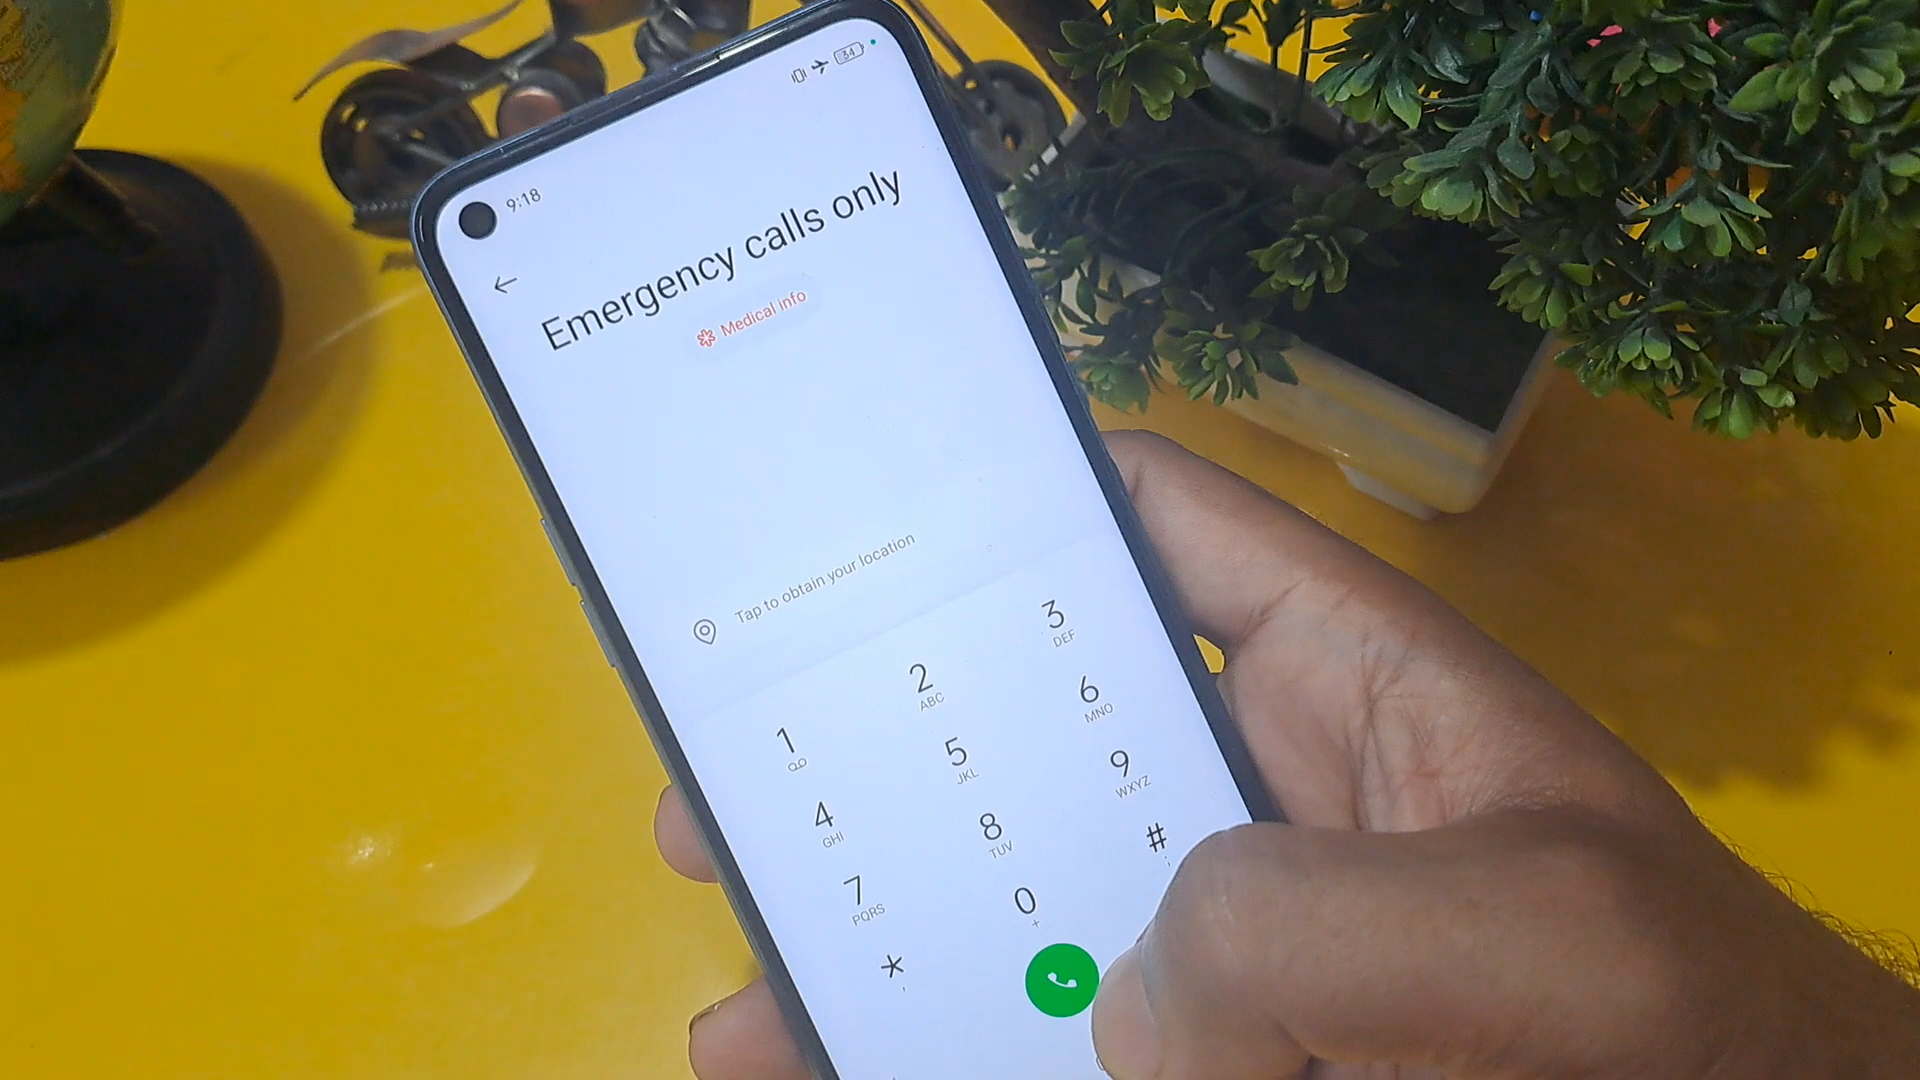 9:18
34
Emergency calls only
Medical info
Tap to obtain your location
1
2 ABC
3 DEF
4 GHI
5 JKL
6 MNO
7 PQRS
8 TUV
9 WXYZ
* ,
0 +
# ;